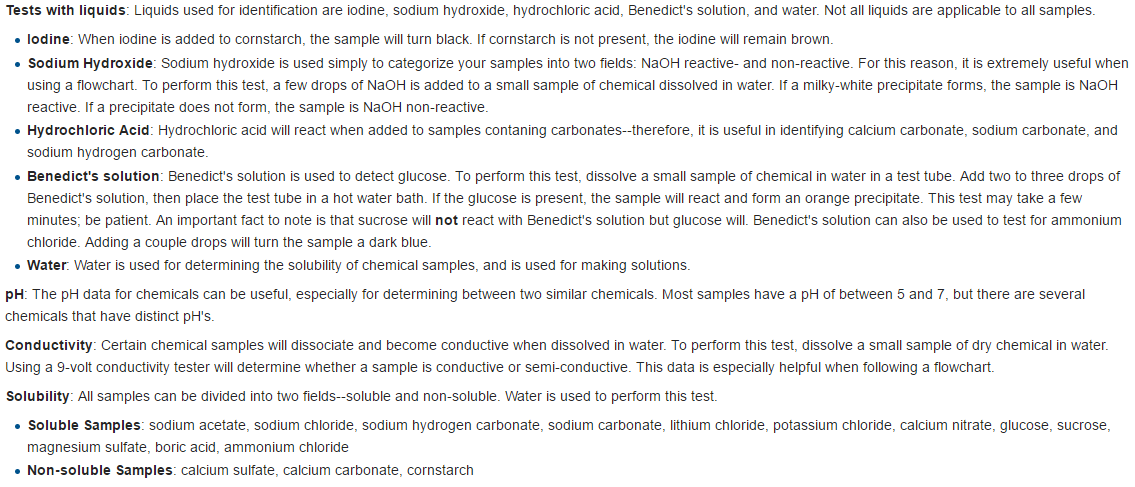 Tests with liquids: Liquids used for identification are iodine, sodium hydroxide, hydrochloric acid, Benedict's solution, and water. Not all liquids are applicable to all samples.
• Iodine: When iodine is added to cornstarch, the sample will turn black. If cornstarch is not present, the iodine will remain brown.
• Sodium Hydroxide: Sodium hydroxide is used simply to categorize your samples into two fields: NaOH reactive- and non-reactive. For this reason, it is extremely useful when
using a flowchart. To perform this test, a few drops of NaOH is added to a small sample of chemical dissolved in water. If a milky-white precipitate forms, the sample is NaOH
reactive. If a precipitate does not form, the sample is NaOH non-reactive.
• Hydrochloric Acid: Hydrochloric acid will react when added to samples contaning carbonates--therefore, it is useful in identifying calcium carbonate, sodium carbonate, and
sodium hydrogen carbonate.
• Benedict's solution: Benedict's solution is used to detect glucose. To perform this test, dissolve a small sample of chemical in water in a test tube. Add two to three drops of
Benedict's solution, then place the test tube in a hot water bath. If the glucose is present, the sample will react and form an orange precipitate. This test may take a few
minutes; be patient. An important fact to note is that sucrose will not react with Benedict's solution but glucose will. Benedict's solution can also be used to test for ammonium
chloride. Adding a couple drops will turn the sample a dark blue.
• Water: Water is used for determining the solubility of chemical samples, and is used for making solutions.
pH: The pH data for chemicals can be useful, especially for determining between two similar chemicals. Most samples have a pH of between 5 and 7, but there are several
chemicals that have distinct pH's.
Conductivity: Certain chemical samples will dissociate and become conductive when dissolved in water. To perform this test, dissolve a small sample of dry chemical in water.
Using a 9-volt conductivity tester will determine whether a sample is conductive or semi-conductive. This data is especially helpful when following a flowchart.
Solubility: All samples can be divided into two fields--soluble and non-soluble. Water is used to perform this test.
• Soluble Samples: sodium acetate, sodium chloride, sodium hydrogen carbonate, sodium carbonate, lithium chloride, potassium chloride, calcium nitrate, glucose, sucrose,
magnesium sulfate, boric acid, ammonium chloride
• Non-soluble Samples: calcium sulfate, calcium carbonate, cornstarch